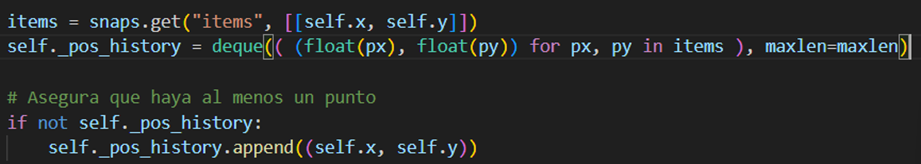 items = snaps.get("items", [[self.x, self.y]])
self._pos_history = deque(( (float(px), float(py)) for px, py in items ), maxlen=maxlen)
# Asegura que haya al menos un punto
if not self._pos_history:
self._pos_history.append((self.x, self.y))